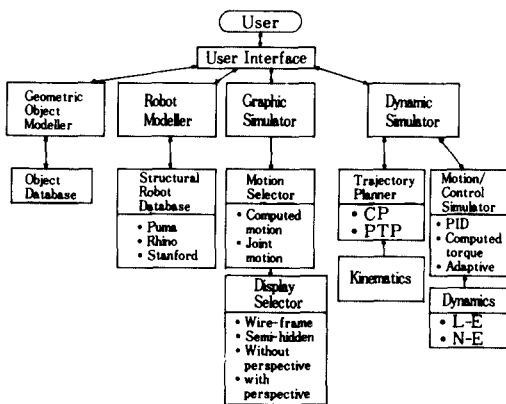 User
User Interface
Geometric
Object
Modeller
Robot
Modeller
Graphic
Simulator
Dynamic
Simulator
Object
Database
Structural
Robot
Database
• Puma
• Rhino
• Stanford
Motion
Selector
• Computed
motion
• Joint
motion
Trajectory
Planner
• CP
• PTP
Motion/
Control
Simulator
• PID
• Computed
torque
• Adaptive
Kinematics
Display
Selector
• Wire-frame
• Semi-hidden
• Without
perspective
• with
perspective
Dynamics
• L-E
• N-E